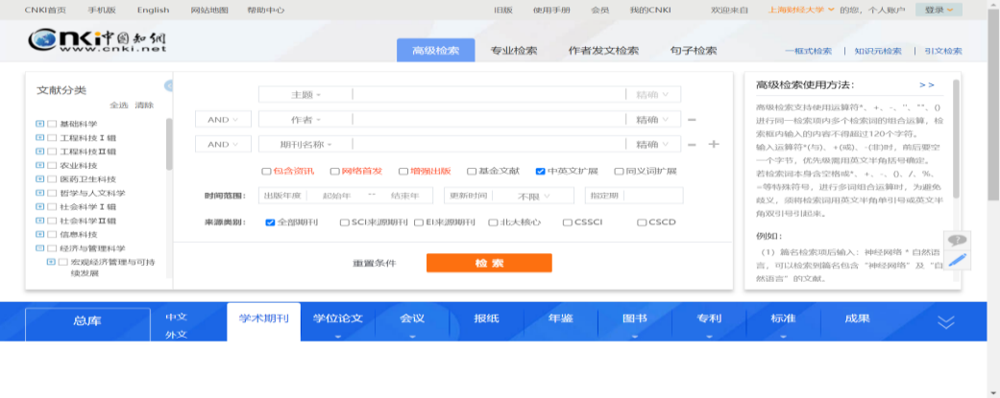 CNKI首页 手机版 English 网站地图 帮助中心 旧版 使用手册 会员 我的CNKI 欢迎来自 上海财经大学 的您，个人账户 登录
cnki中国知网
www.cnki.net
高级检索 专业检索 作者发文检索 句子检索 一框式检索 | 知识元检索 | 引文检索
文献分类
全选 清除
基础科学
工程科技Ⅰ辑
工程科技Ⅱ辑
农业科技
医药卫生科技
哲学与人文科学
社会科学Ⅰ辑
社会科学Ⅱ辑
信息科技
经济与管理科学
宏观经济管理与可持
续发展
主题 精确
AND 作者 精确
AND 期刊名称 精确
包含资讯 网络首发 增强出版 基金文献 中英文扩展 同义词扩展
时间范围： 出版年度 起始年 -- 结束年 更新时间 不限 指定期
来源类别： 全部期刊 SCI来源期刊 EI来源期刊 北大核心 CSSCI CSCD
重置条件 检索
高级检索使用方法： >>
高级检索支持使用运算符*、+、-、''、""、()
进行同一检索项内多个检索词的组合运算，检
索框内输入的内容不得超过120个字符。
输入运算符*(与)、+(或)、-(非)时，前后要空
一个字节，优先级需用英文半角括号确定。
若检索词本身含空格或*、+、-、()、/、%、
=等特殊符号，进行多词组合运算时，为避免
歧义，须将检索词用英文半角单引号或英文半
角双引号引起来。
例如：
（1）篇名检索项后输入：神经网络 * 自然语
言，可以检索到篇名包含“神经网络”及“自
然语言”的文献。
总库 中文 外文 学术期刊 学位论文 会议 报纸 年鉴 图书 专利 标准 成果